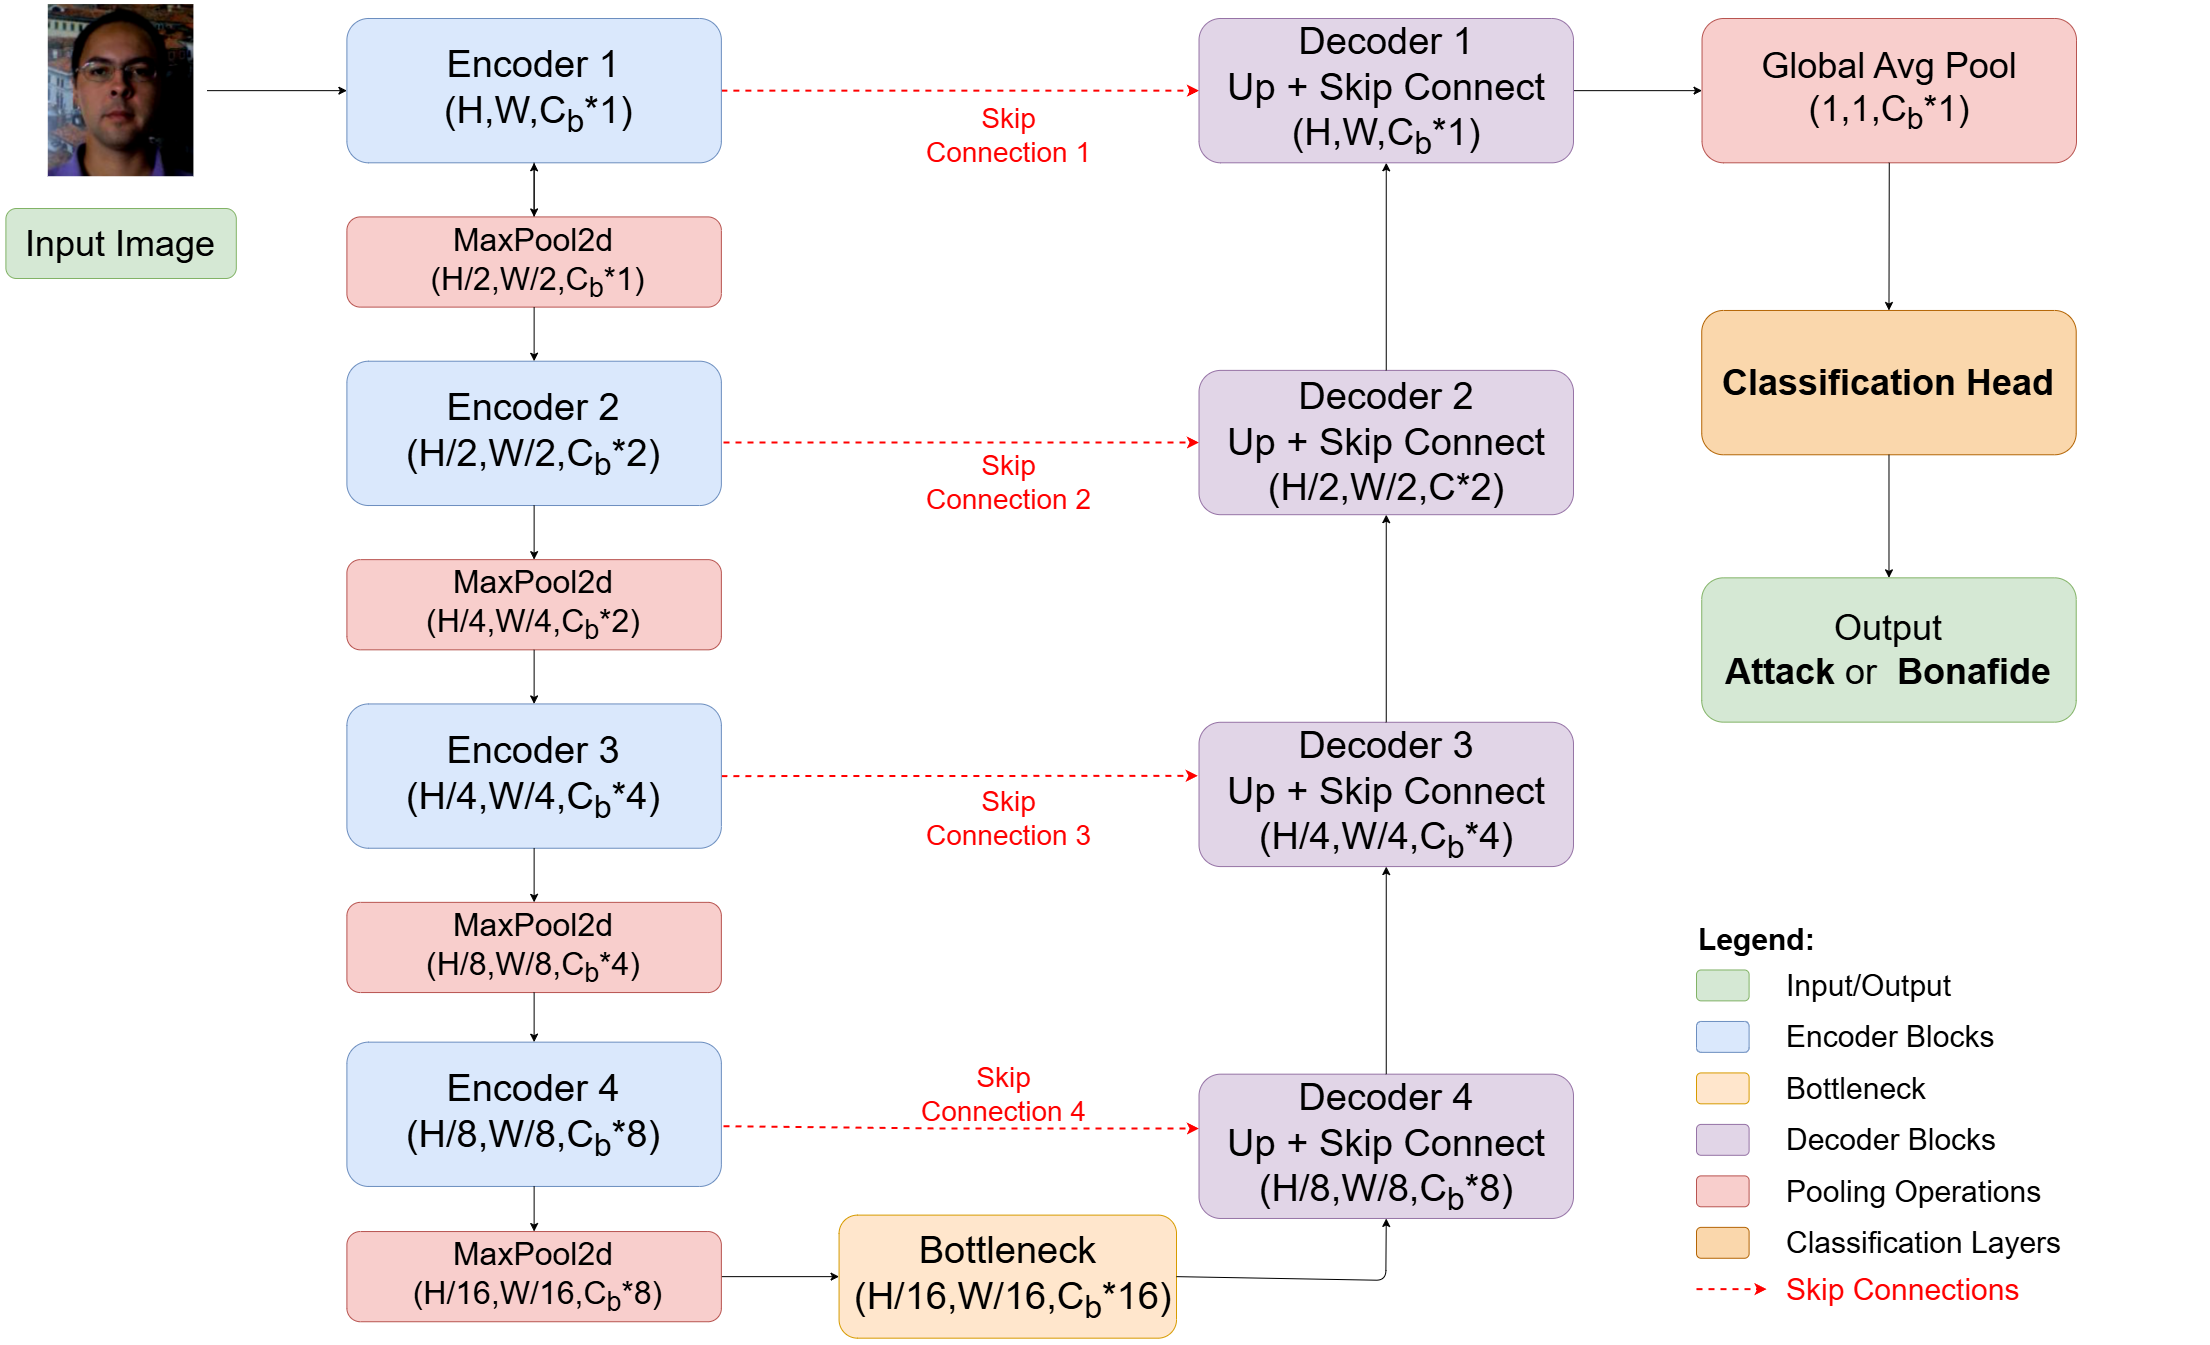 Input Image
Encoder 1
(H,W,C_b*1)
MaxPool2d
(H/2,W/2,C_b*1)
Encoder 2
(H/2,W/2,C_b*2)
MaxPool2d
(H/4,W/4,C_b*2)
Encoder 3
(H/4,W/4,C_b*4)
MaxPool2d
(H/8,W/8,C_b*4)
Encoder 4
(H/8,W/8,C_b*8)
MaxPool2d
(H/16,W/16,C_b*8)
Bottleneck
(H/16,W/16,C_b*16)
Skip
Connection 1
Skip
Connection 2
Skip
Connection 3
Skip
Connection 4
Decoder 1
Up + Skip Connect
(H,W,C_b*1)
Decoder 2
Up + Skip Connect
(H/2,W/2,C*2)
Decoder 3
Up + Skip Connect
(H/4,W/4,C_b*4)
Decoder 4
Up + Skip Connect
(H/8,W/8,C_b*8)
Global Avg Pool
(1,1,C_b*1)
Classification Head
Output
Attack or Bonafide
Legend:
Input/Output
Encoder Blocks
Bottleneck
Decoder Blocks
Pooling Operations
Classification Layers
Skip Connections